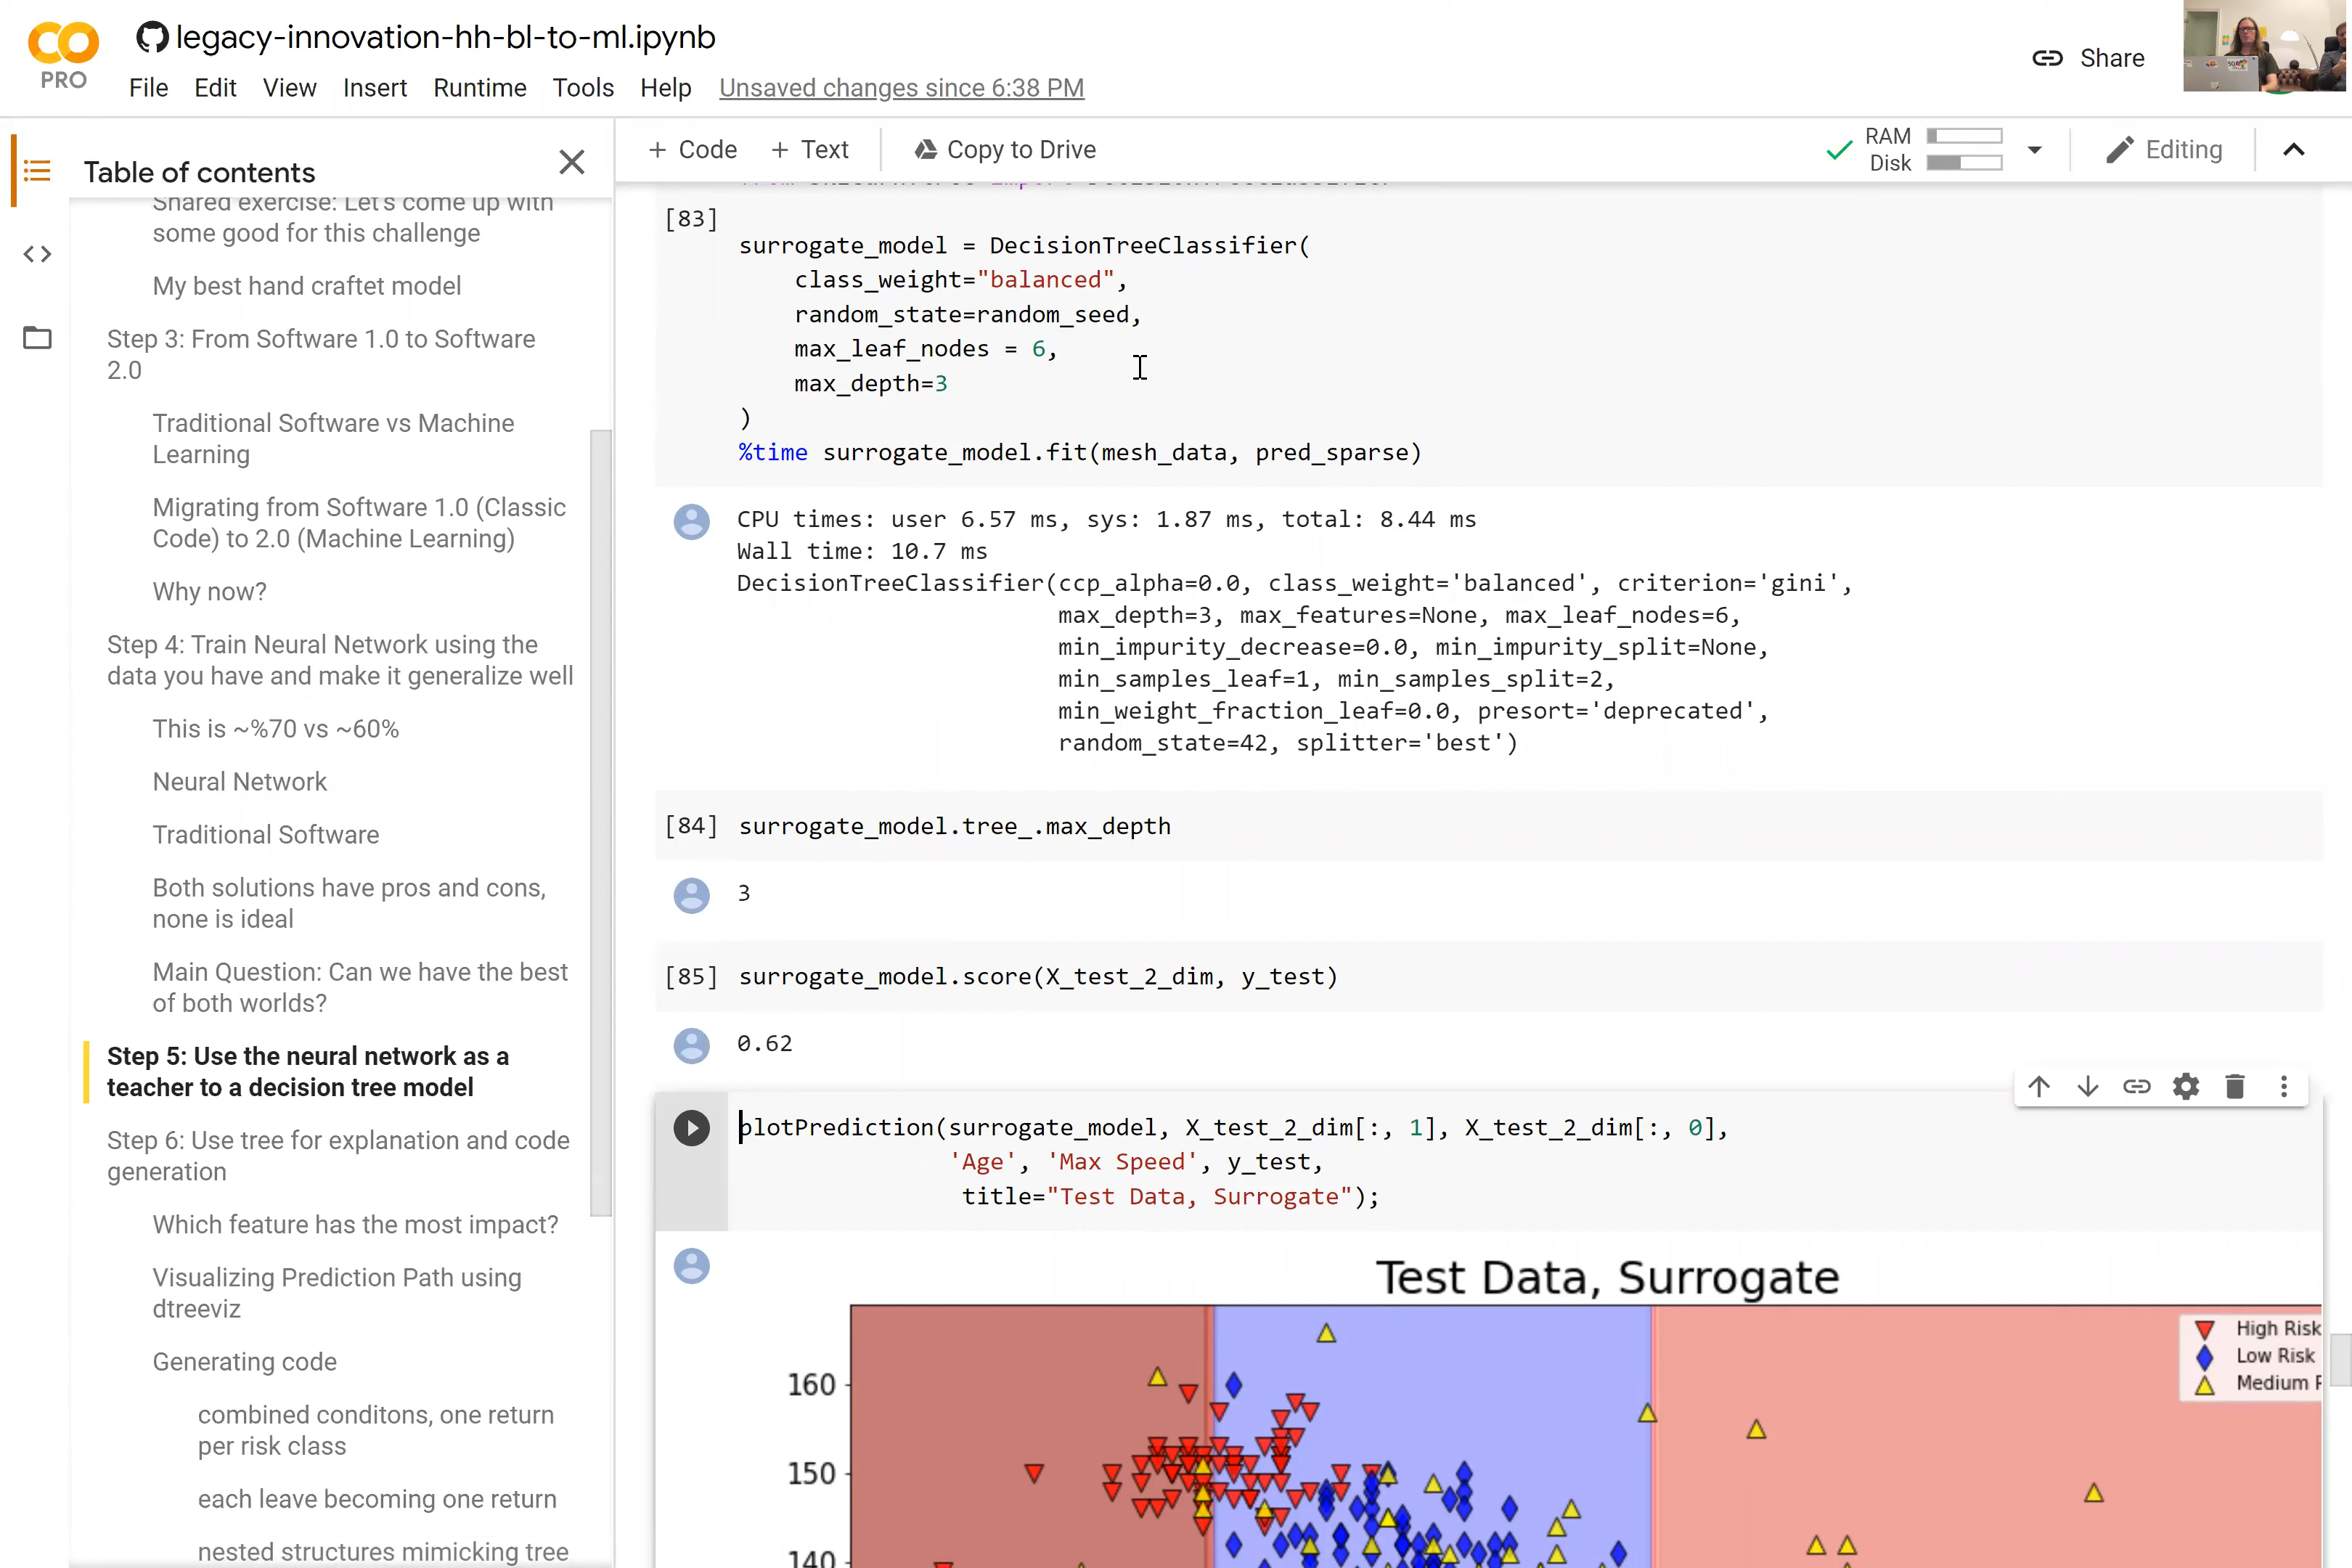 legacy-innovation-hh-bl-to-ml.ipynb
PRO
File Edit View Insert Runtime Tools Help Unsaved changes since 6:38 PM
Share
Table of contents
+ Code + Text Copy to Drive
RAM
Disk
Editing
Shared exercise: Let's come up with
some good for this challenge
My best hand craftet model
Step 3: From Software 1.0 to Software
2.0
Traditional Software vs Machine
Learning
Migrating from Software 1.0 (Classic
Code) to 2.0 (Machine Learning)
Why now?
Step 4: Train Neural Network using the
data you have and make it generalize well
This is ~%70 vs ~60%
Neural Network
Traditional Software
Both solutions have pros and cons,
none is ideal
Main Question: Can we have the best
of both worlds?
Step 5: Use the neural network as a
teacher to a decision tree model
Step 6: Use tree for explanation and code
generation
Which feature has the most impact?
Visualizing Prediction Path using
dtreeviz
Generating code
combined conditons, one return
per risk class
each leave becoming one return
nested structures mimicking tree
[83]
surrogate_model = DecisionTreeClassifier(
class_weight="balanced",
random_state=random_seed,
max_leaf_nodes = 6,
max_depth=3
)
%time surrogate_model.fit(mesh_data, pred_sparse)
CPU times: user 6.57 ms, sys: 1.87 ms, total: 8.44 ms
Wall time: 10.7 ms
DecisionTreeClassifier(ccp_alpha=0.0, class_weight='balanced', criterion='gini',
max_depth=3, max_features=None, max_leaf_nodes=6,
min_impurity_decrease=0.0, min_impurity_split=None,
min_samples_leaf=1, min_samples_split=2,
min_weight_fraction_leaf=0.0, presort='deprecated',
random_state=42, splitter='best')
[84] surrogate_model.tree_.max_depth
3
[85] surrogate_model.score(X_test_2_dim, y_test)
0.62
plotPrediction(surrogate_model, X_test_2_dim[:, 1], X_test_2_dim[:, 0],
'Age', 'Max Speed', y_test,
title="Test Data, Surrogate");
Test Data, Surrogate
High Risk
Low Risk
Medium
160
150
140